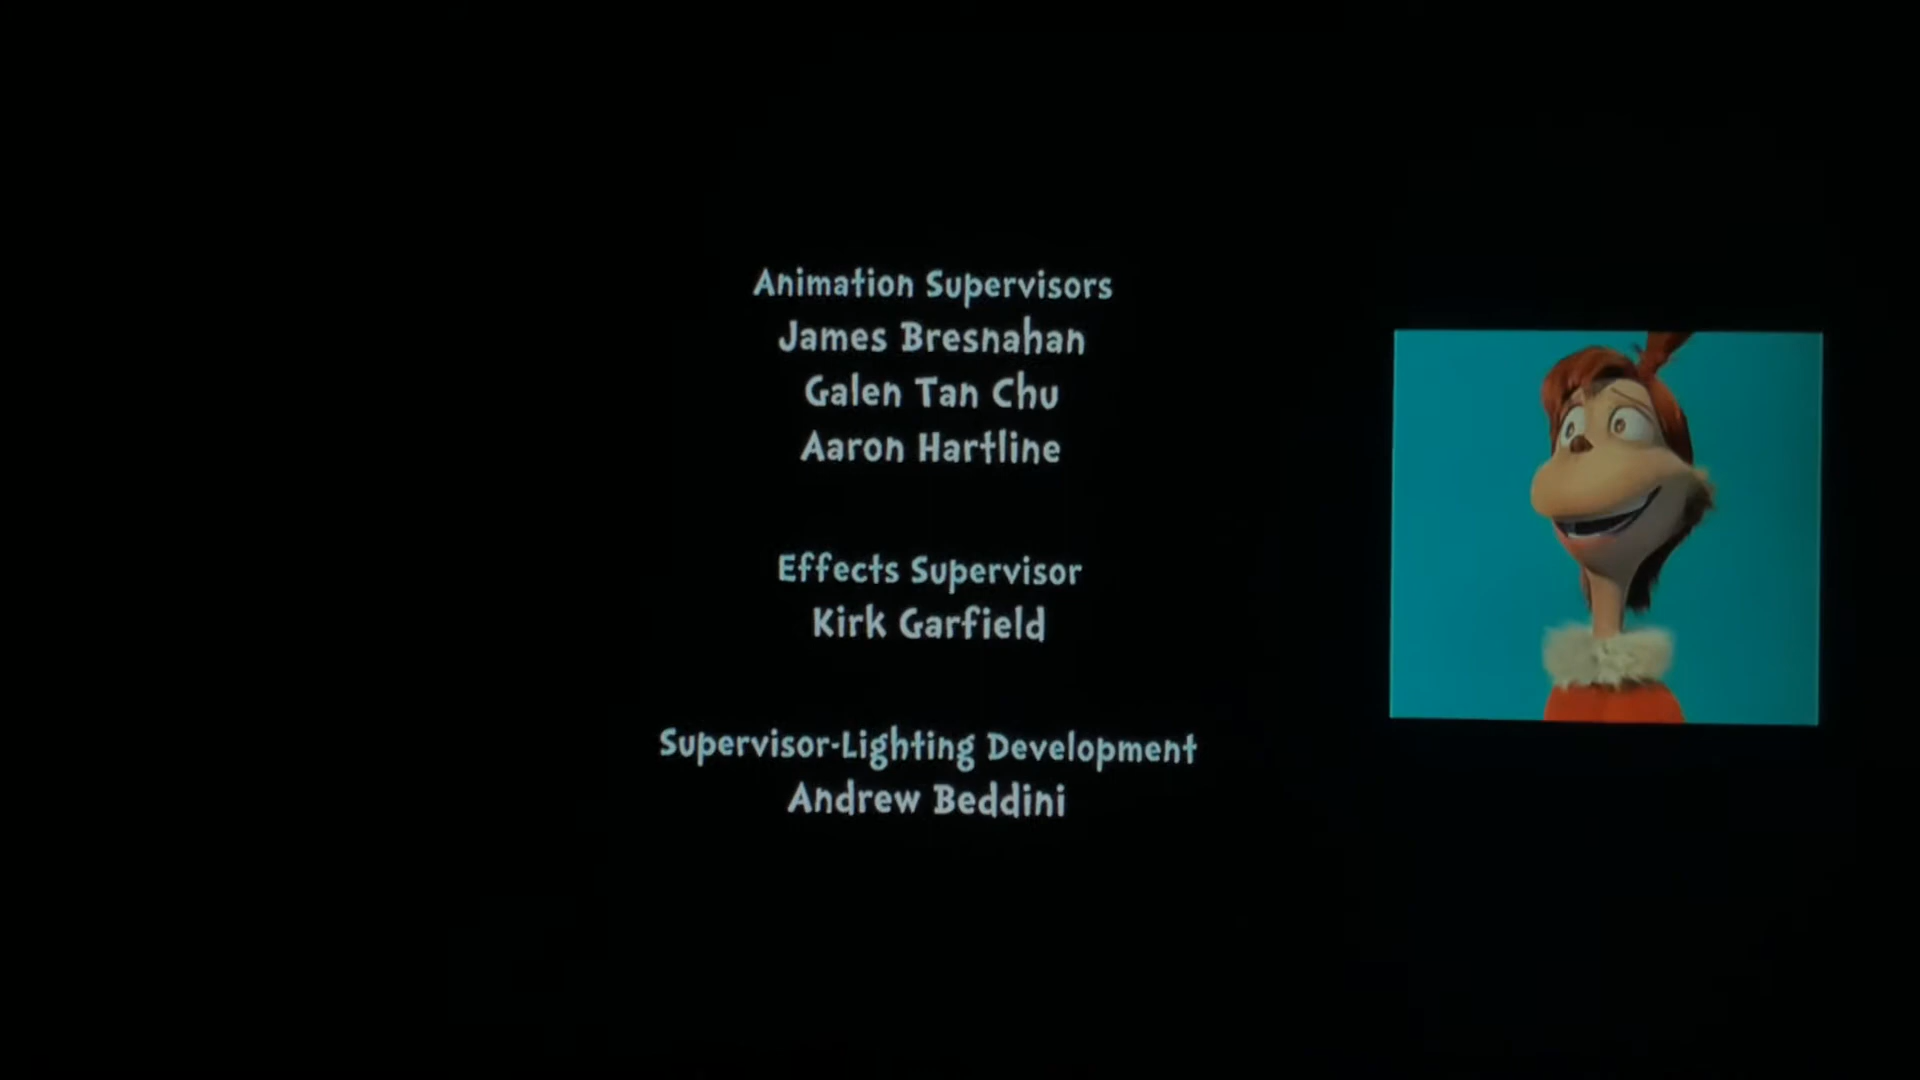 Animation Supervisors
James Bresnahan
Galen Tan Chu
Aaron Hartline
Effects Supervisor
Kirk Garfield
Supervisor-Lighting Development
Andrew Beddini